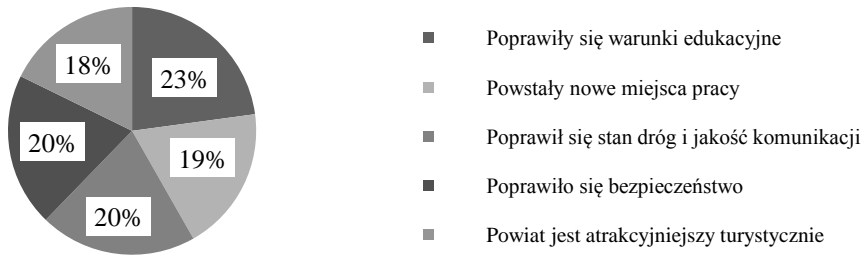 18%
23%
20%
19%
20%
Poprawiły się warunki edukacyjne
Powstały nowe miejsca pracy
Poprawił się stan dróg i jakość komunikacji
Poprawiło się bezpieczeństwo
Powiat jest atrakcyjniejszy turystycznie